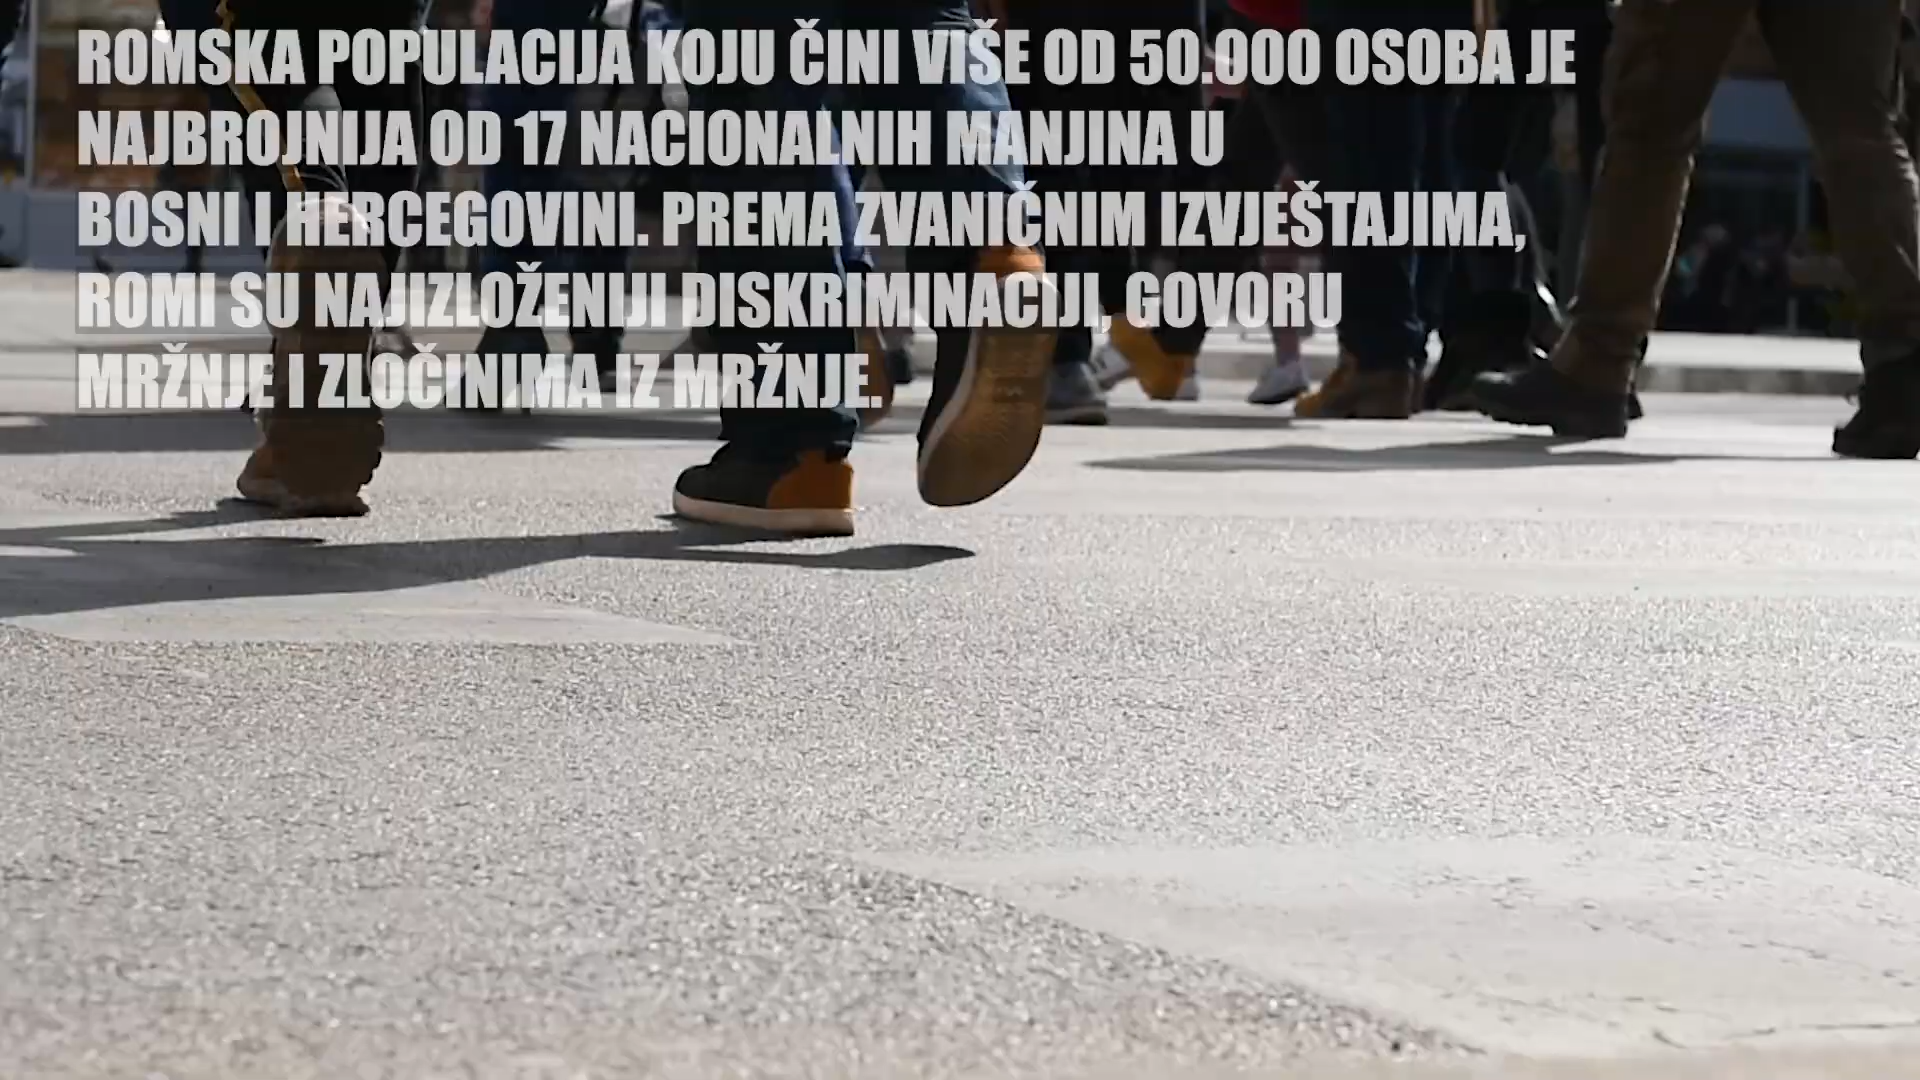 ROMSKA POPULACIJA KOJU ČINI VIŠE OD 50.000 OSOBA JE
NAJBROJNIJA OD 17 NACIONALNIH MANJINA U
BOSNI I HERCEGOVINI. PREMA ZVANIČNIM IZVJEŠTAJIMA,
ROMI SU NAJIZLOŽENIJI DISKRIMINACIJI, GOVORU
MRŽNJE I ZLOČINIMA IZ MRŽNJE.